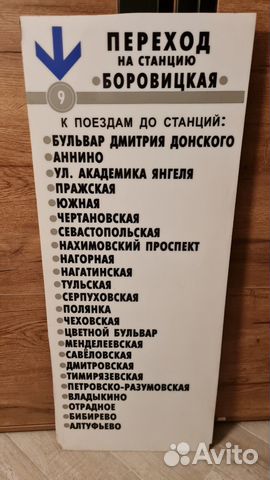 ПЕРЕХОД
НА СТАНЦИЮ
БОРОВИЦКАЯ
9
К ПОЕЗДАМ ДО СТАНЦИЙ:
БУЛЬВАР ДМИТРИЯ ДОНСКОГО
АННИНО
УЛ. АКАДЕМИКА ЯНГЕЛЯ
ПРАЖСКАЯ
ЮЖНАЯ
ЧЕРТАНОВСКАЯ
СЕВАСТОПОЛЬСКАЯ
НАХИМОВСКИЙ ПРОСПЕКТ
НАГОРНАЯ
НАГАТИНСКАЯ
ТУЛЬСКАЯ
СЕРПУХОВСКАЯ
ПОЛЯНКА
ЧЕХОВСКАЯ
ЦВЕТНОЙ БУЛЬВАР
МЕНДЕЛЕЕВСКАЯ
САВЁЛОВСКАЯ
ДМИТРОВСКАЯ
ТИМИРЯЗЕВСКАЯ
ПЕТРОВСКО-РАЗУМОВСКАЯ
ВЛАДЫКИНО
ОТРАДНОЕ
БИБИРЕВО
АЛТУФЬЕВО
Avito